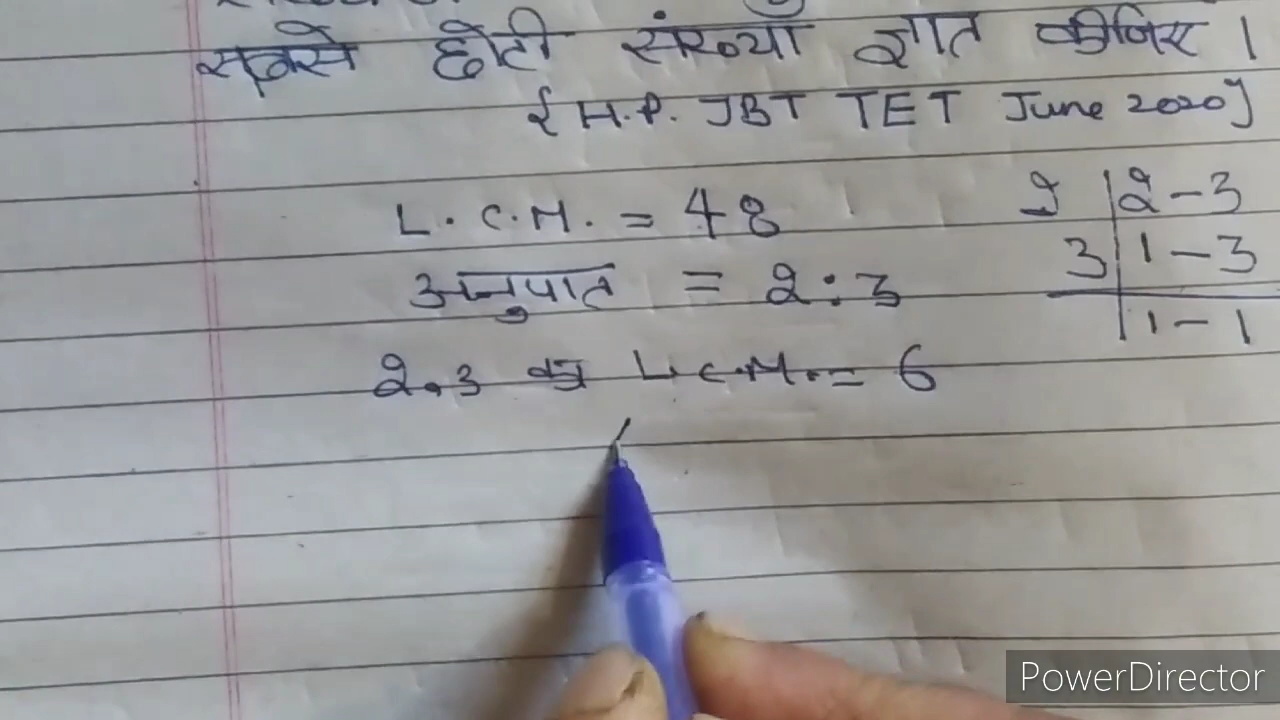 सबसे छोटी संख्या ज्ञात कीजिए ।
{ H.P. JBT TET June 2020}
L.C.M. = 48
अनुपात = 2:3
2,3 का L.C.M. = 6
2 | 2 - 3
3 | 1 - 3
1 - 1
PowerDirector